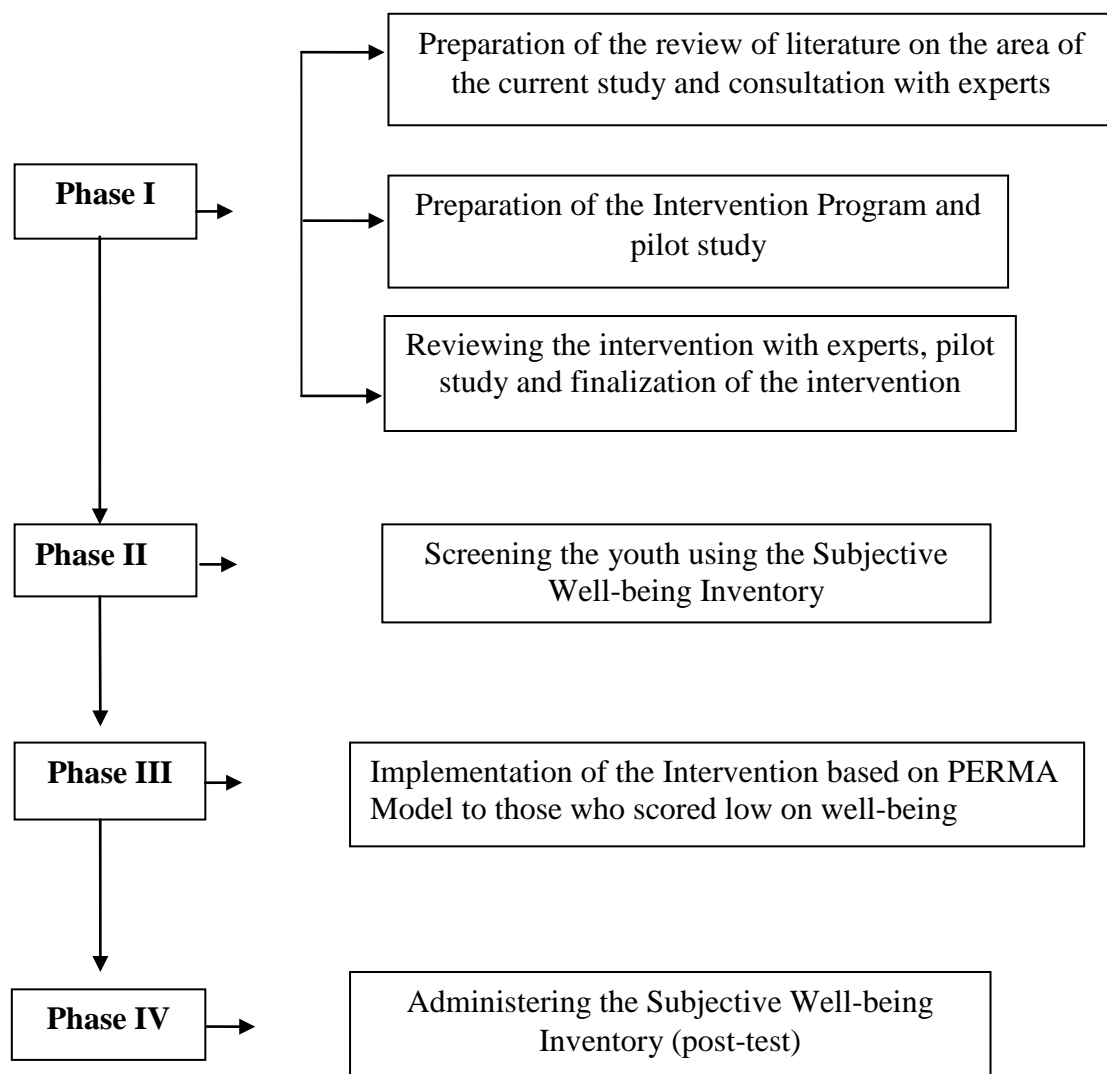 Preparation of the review of literature on the area of
the current study and consultation with experts
Phase I
Preparation of the Intervention Program and
pilot study
Reviewing the intervention with experts, pilot
study and finalization of the intervention
Phase II
Screening the youth using the Subjective
Well-being Inventory
Phase III
Implementation of the Intervention based on PERMA
Model to those who scored low on well-being
Phase IV
Administering the Subjective Well-being
Inventory (post-test)